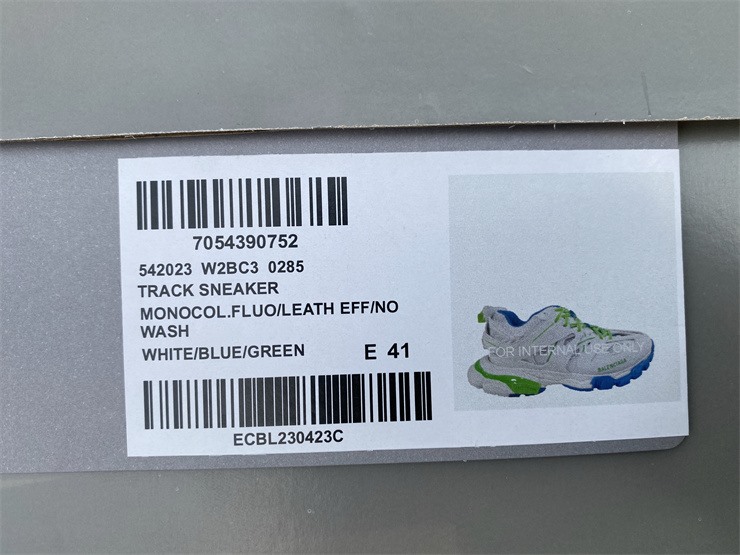 7054390752
542023 W2BC3 0285
TRACK SNEAKER
MONOCOL.FLUO/LEATH EFF/NO
WASH
WHITE/BLUE/GREEN E 41
ECBL230423C
FOR INTERNAL USE ONLY
BALENCIAGA